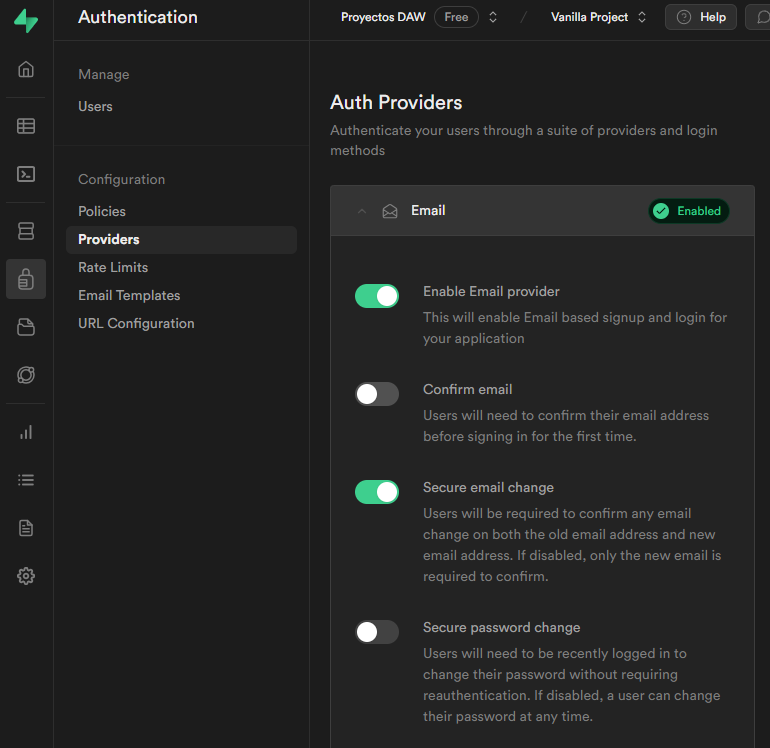 Authentication
Proyectos DAW Free / Vanilla Project Help
Manage
Users
Configuration
Policies
Providers
Rate Limits
Email Templates
URL Configuration
Auth Providers
Authenticate your users through a suite of providers and login
methods
Email Enabled
Enable Email provider
This will enable Email based signup and login for
your application
Confirm email
Users will need to confirm their email address
before signing in for the first time.
Secure email change
Users will be required to confirm any email
change on both the old email address and new
email address. If disabled, only the new email is
required to confirm.
Secure password change
Users will need to be recently logged in to
change their password without requiring
reauthentication. If disabled, a user can change
their password at any time.